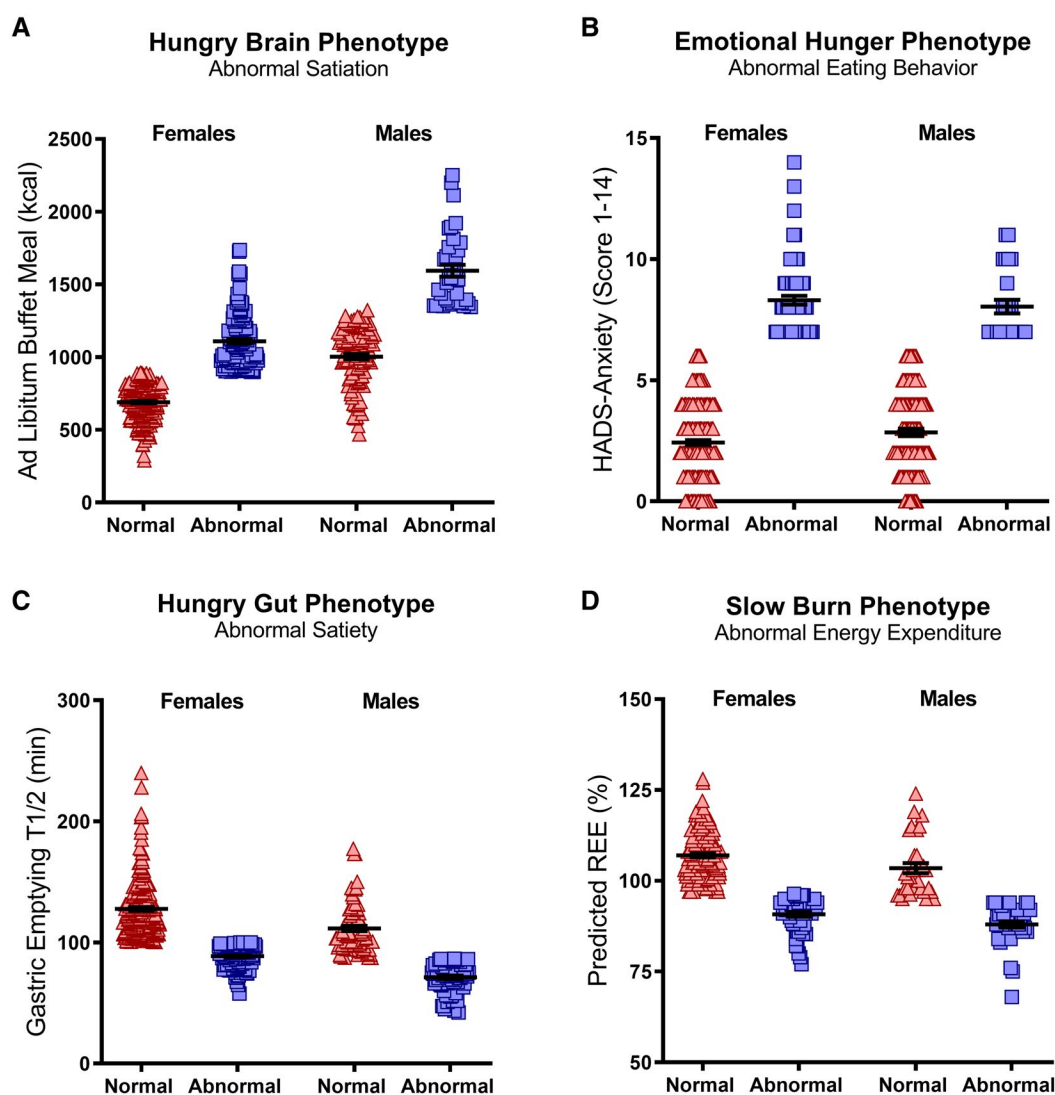 A
Hungry Brain Phenotype
Abnormal Satiation
Females Males
Ad Libitum Buffet Meal (kcal)
2500
2000
1500
1000
500
0
Normal Abnormal Normal Abnormal
B
Emotional Hunger Phenotype
Abnormal Eating Behavior
Females Males
HADS-Anxiety (Score 1-14)
15
10
5
0
Normal Abnormal Normal Abnormal
C
Hungry Gut Phenotype
Abnormal Satiety
Females Males
Gastric Emptying T1/2 (min)
300
200
100
0
Normal Abnormal Normal Abnormal
D
Slow Burn Phenotype
Abnormal Energy Expenditure
Females Males
Predicted REE (%)
150
125
100
75
50
Normal Abnormal Normal Abnormal